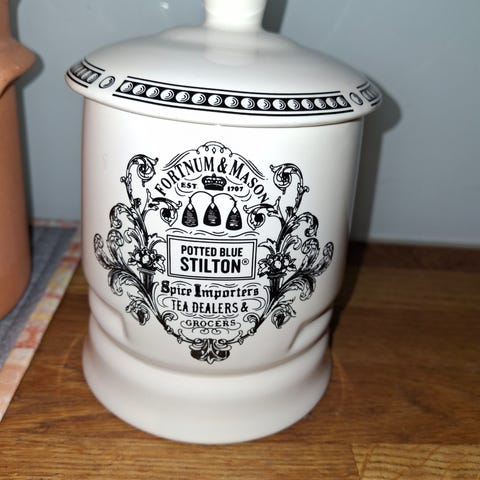 FORTNUM & MASON
EST 1707
POTTED BLUE
STILTON®
Spice Importers
TEA DEALERS &
GROCERS